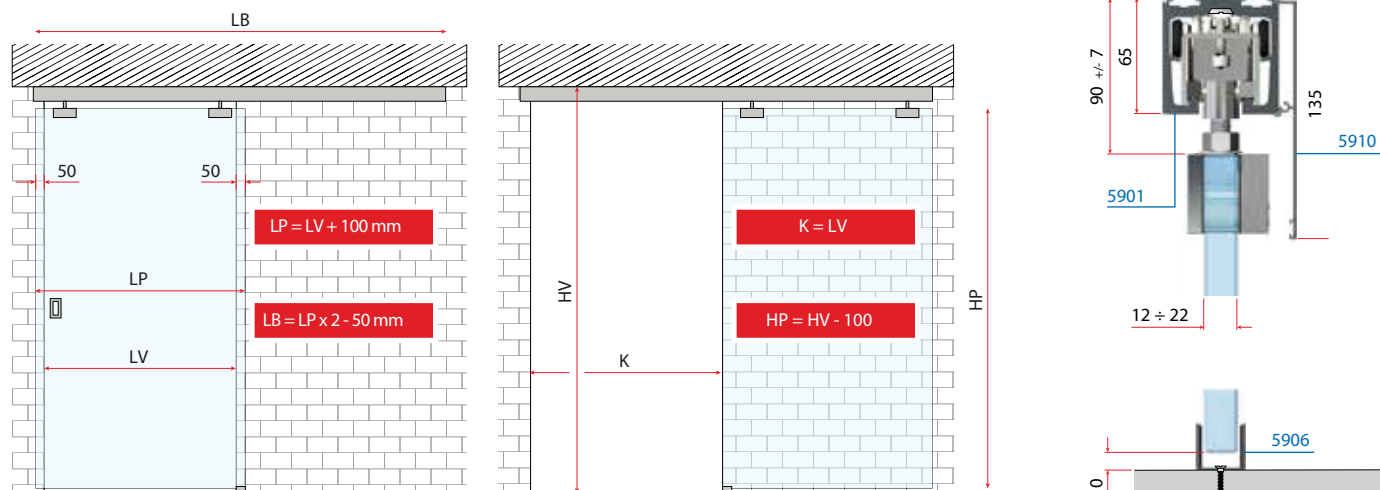 LB
50
50
LP = LV + 100 mm
LP
LB = LP x 2 - 50 mm
LV
K = LV
HV
HP
HP = HV - 100
K
90 +/- 7
65
135
5910
5901
12 ÷ 22
5906